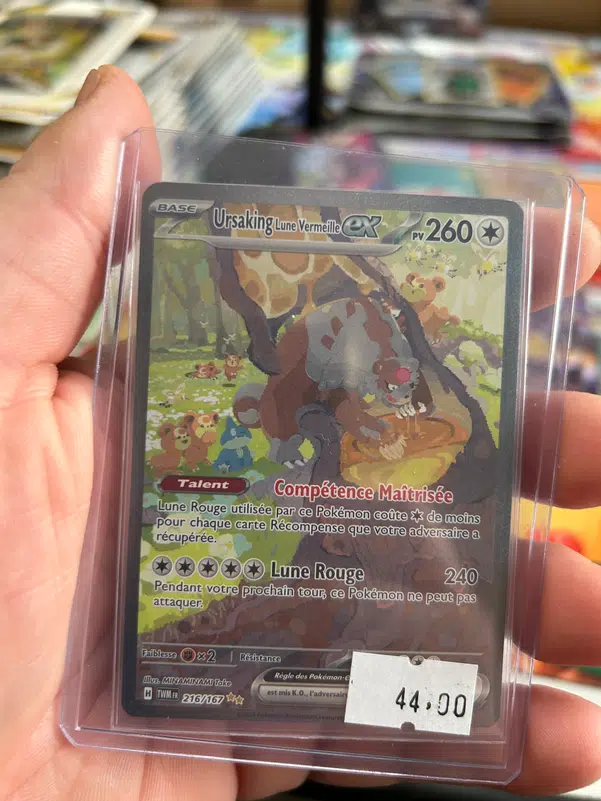 BASE
Ursaking Lune Vermeille ex PV 260
Talent Compétence Maîtrisée
Lune Rouge utilisée par ce Pokémon coûte de moins
pour chaque carte Récompense que votre adversaire a
récupérée.
Lune Rouge 240
Pendant votre prochain tour, ce Pokémon ne peut pas
attaquer.
Faiblesse x2 Résistance
Illus. MINAMINAMI Take
Règle des Pokémon-
est mis K.O., l'adversaire
H TWM FR 216/167
44.00